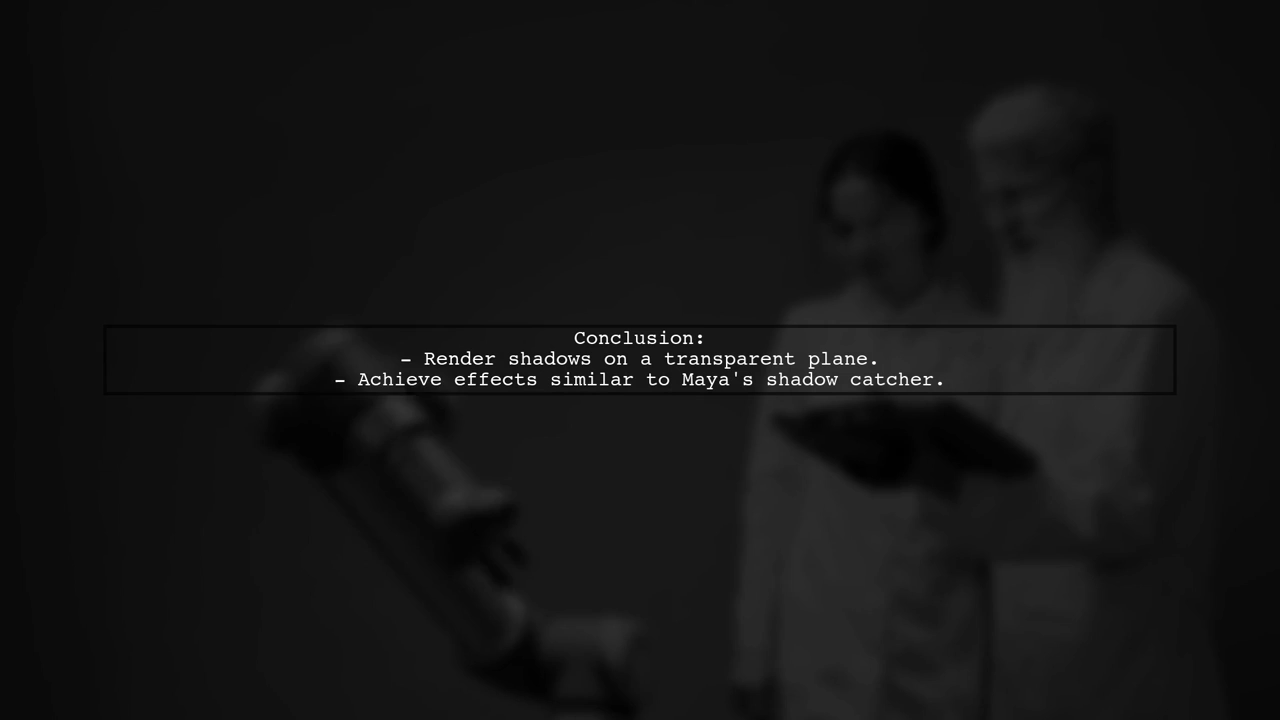 Conclusion:
– Render shadows on a transparent plane.
– Achieve effects similar to Maya's shadow catcher.